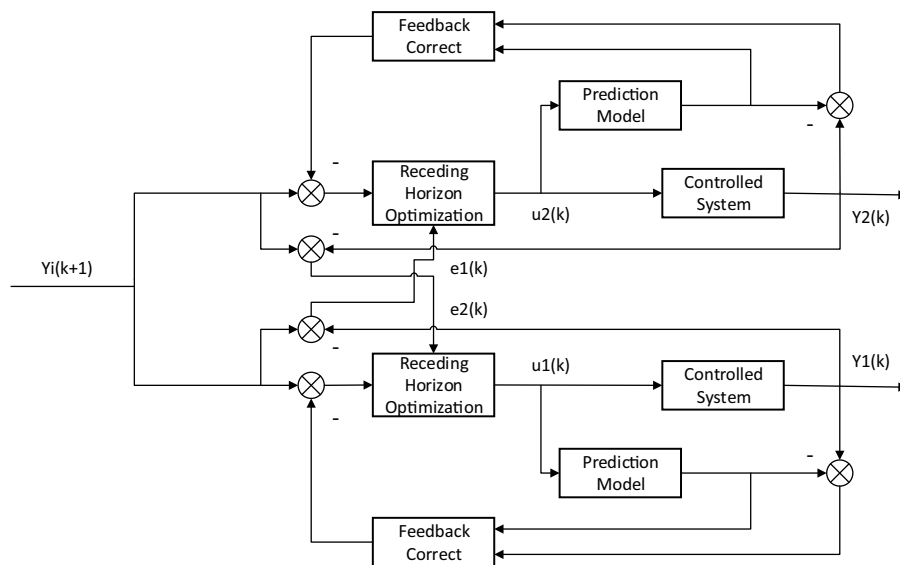 Feedback
Correct
Prediction
Model
-
-
Receding
Horizon
Optimization
Controlled
System
u2(k)
Y2(k)
-
Yi(k+1)
e1(k)
e2(k)
-
Receding
Horizon
Optimization
u1(k)
Controlled
System
Y1(k)
-
-
Prediction
Model
Feedback
Correct